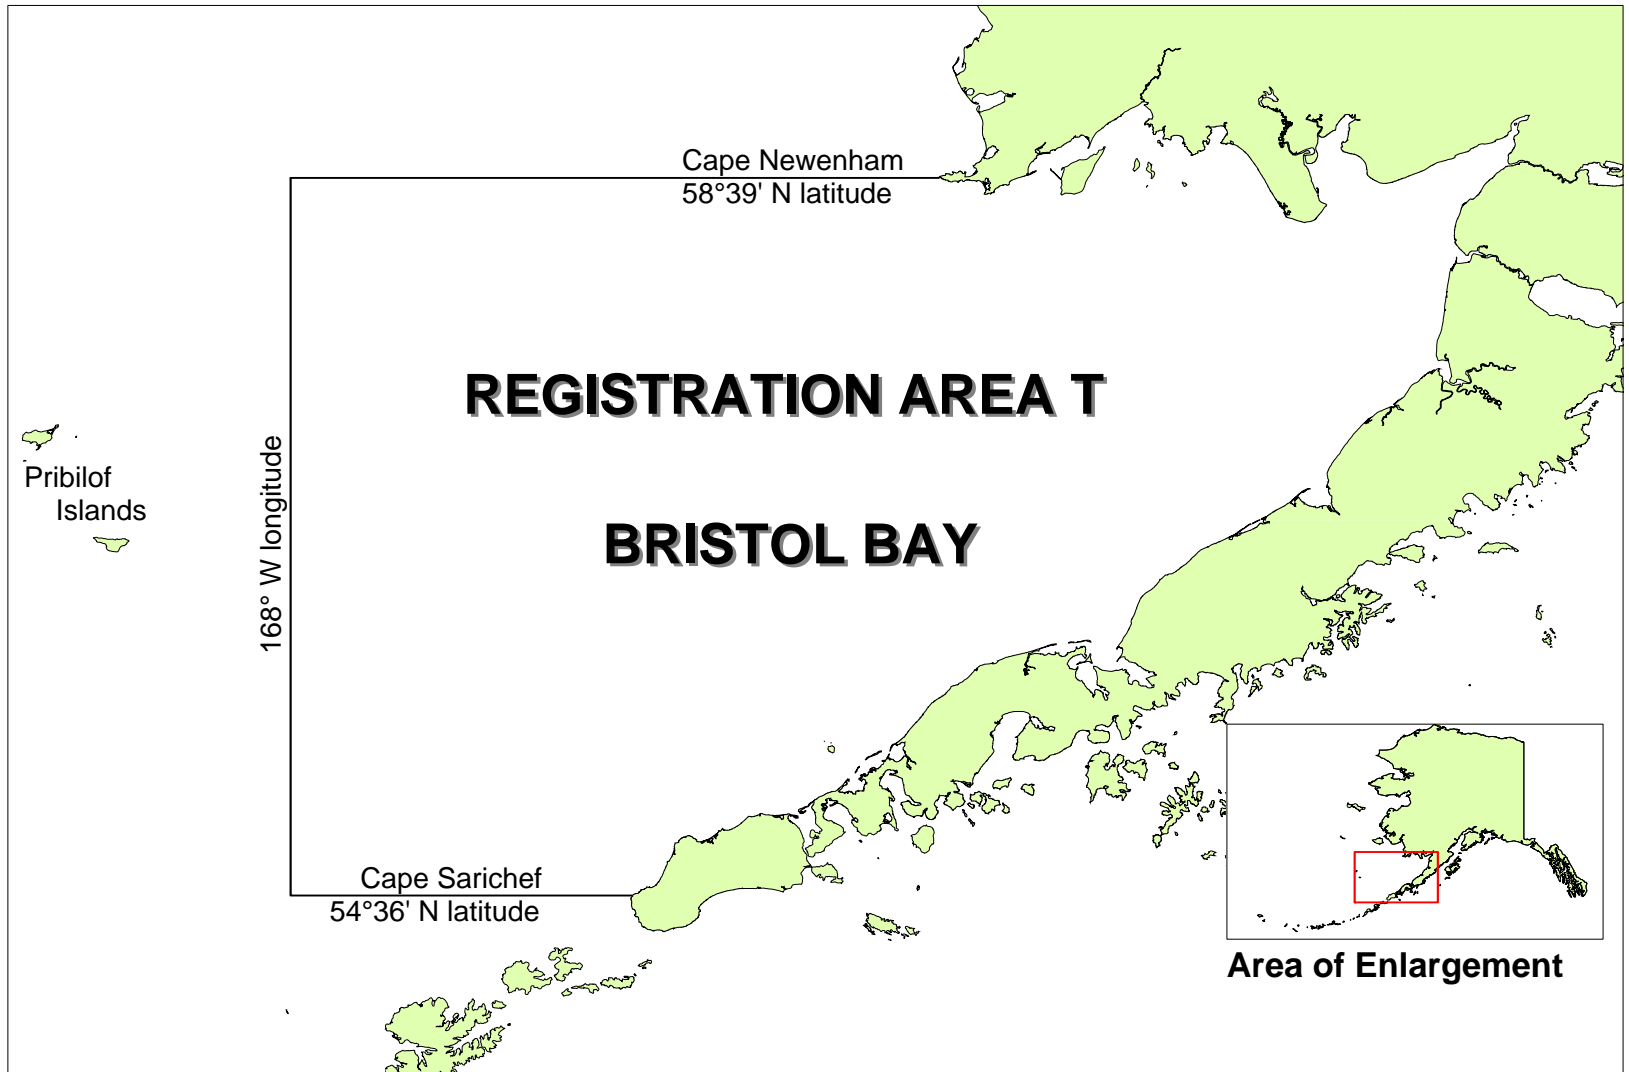 Cape Newenham
58°39' N latitude
REGISTRATION AREA T
Pribilof
Islands
168° W longitude
BRISTOL BAY
Cape Sarichef
54°36' N latitude
Area of Enlargement